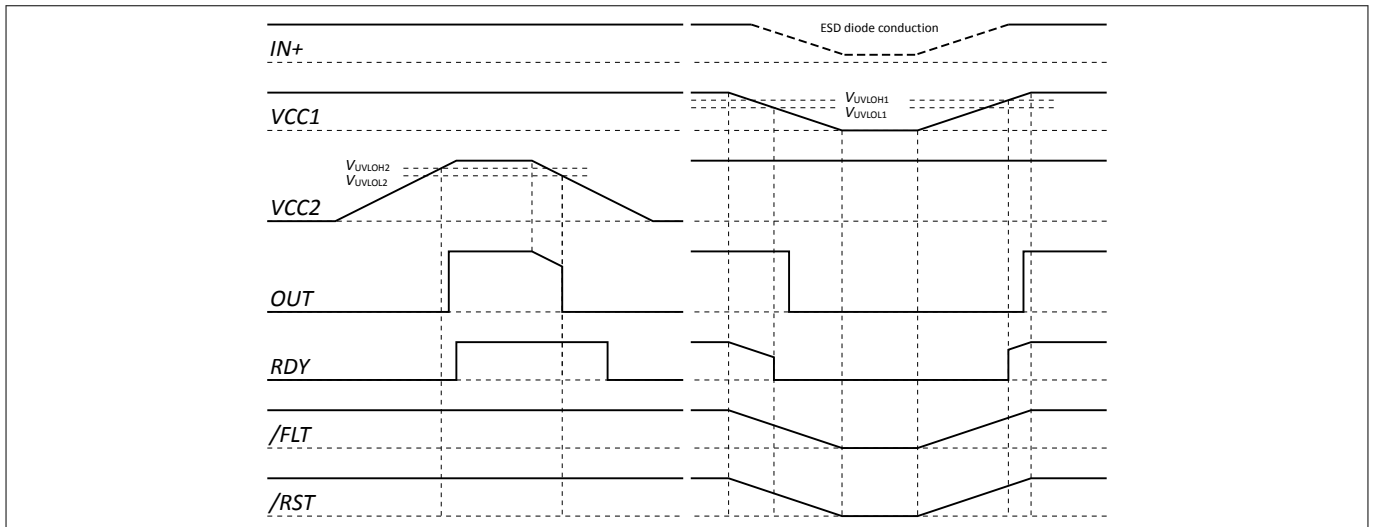 ESD diode conduction
IN+
VUVLOH1
VUVLOL1
VCC1
VUVLOH2
VUVLOL2
VCC2
OUT
RDY
/FLT
/RST